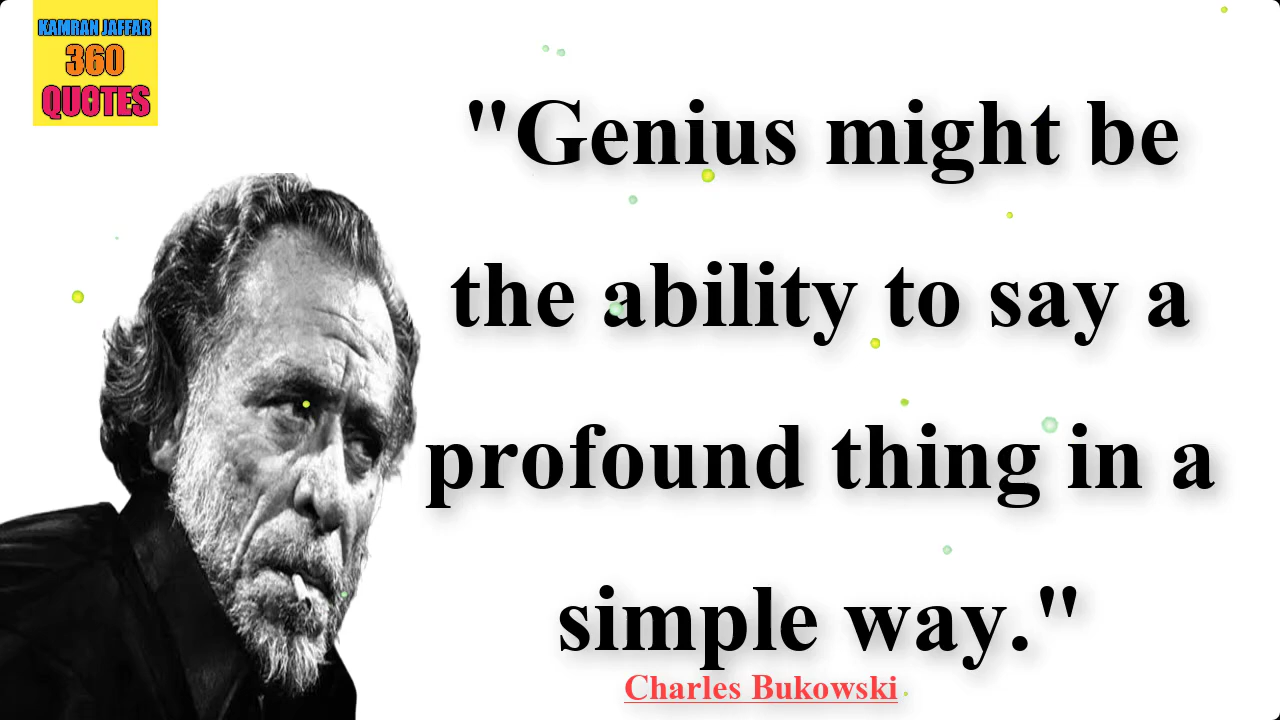 KAMRAN JAFFAR
360
QUOTES
"Genius might be
the ability to say a
profound thing in a
simple way."
Charles Bukowski